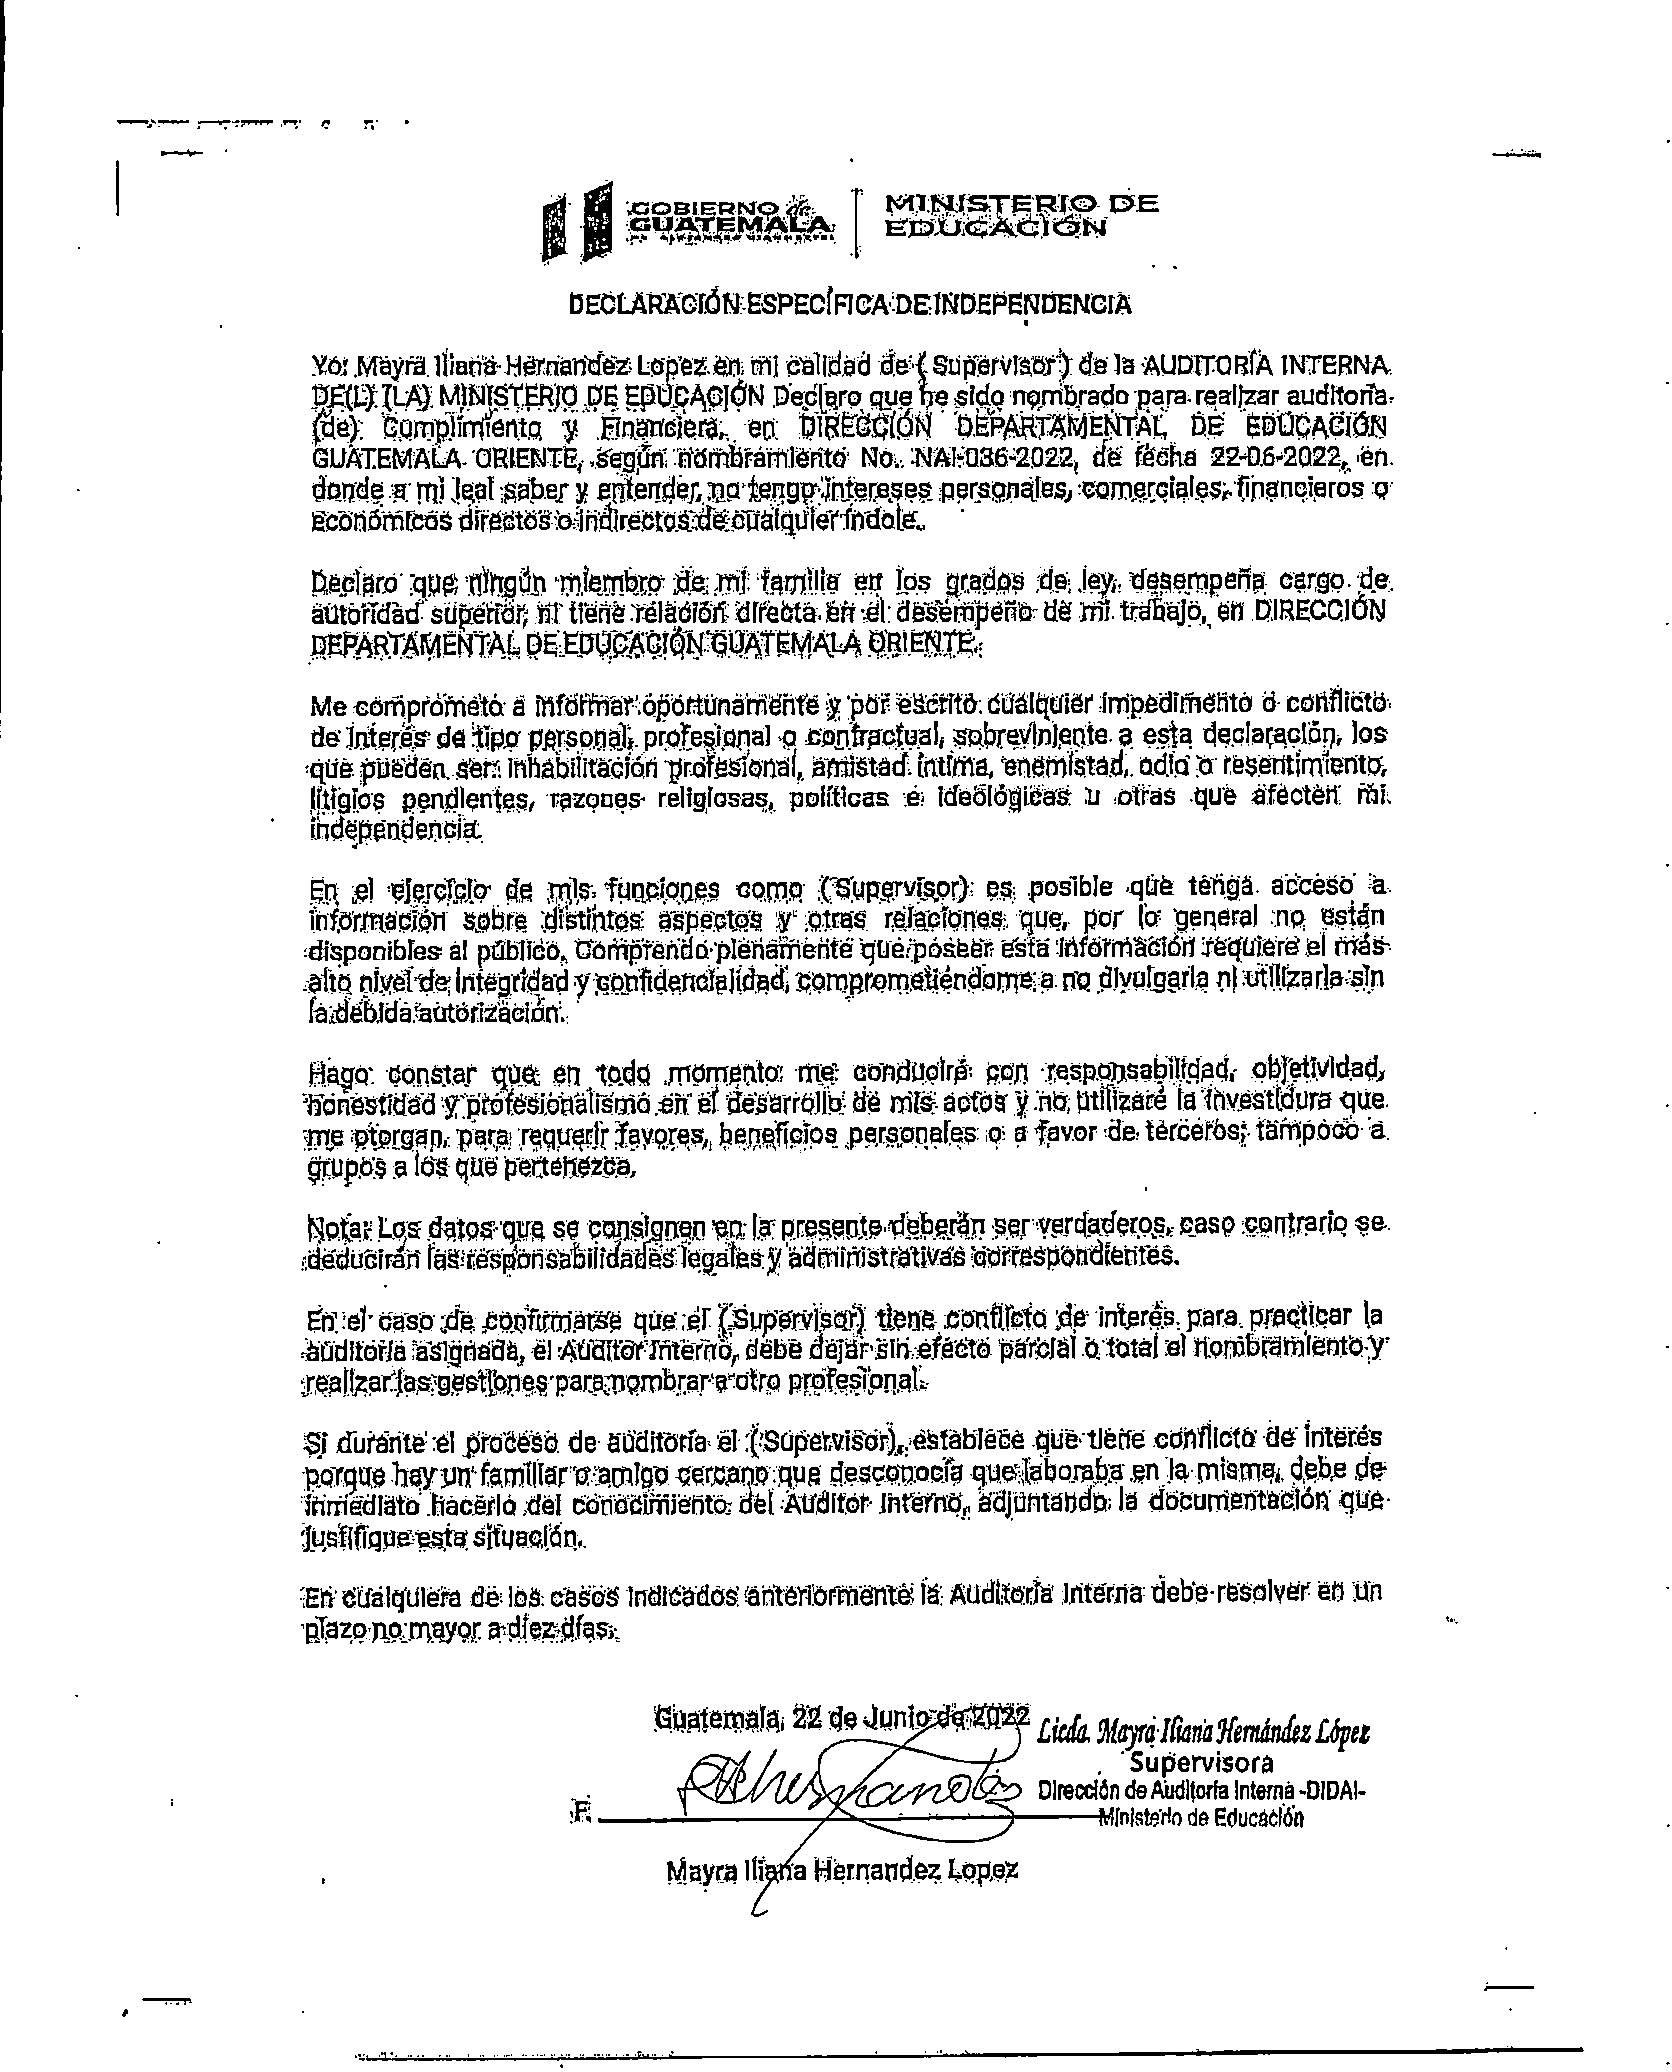 GOBIERNO de
GUATEMALA
MINISTERIO DE
EDUCACIÓN
DECLARACIÓN ESPECÍFICA DE INDEPENDENCIA
Yo: Mayra Iliana Hernandez Lopez en mi calidad de ( Supervisor ) de la AUDITORÍA INTERNA
DE(L) (LA) MINISTERIO DE EDUCACIÓN Declaro que he sido nombrado para realizar auditoria
(de) Cumplimiento y Financiera, en DIRECCIÓN DEPARTAMENTAL DE EDUCACIÓN
GUATEMALA ORIENTE, según nombramiento No. NAI-036-2022, de fecha 22-06-2022, en
donde a mi leal saber y entender, no tengo intereses personales, comerciales, financieros o
económicos directos o indirectos de cualquier índole.
Declaro que ningún miembro de mi familia en los grados de ley, desempeña cargo de
autoridad superior, ni tiene relación directa en el desempeño de mi trabajo, en DIRECCIÓN
DEPARTAMENTAL DE EDUCACIÓN GUATEMALA ORIENTE.
Me comprometo a informar oportunamente y por escrito cualquier impedimento o conflicto
de interés de tipo personal, profesional o contractual, sobreviniente a esta declaración, los
que pueden ser: inhabilitación profesional, amistad íntima, enemistad, odio o resentimiento,
litigios pendientes, razones religiosas, políticas e ideológicas u otras que afecten mi
independencia.
En el ejercicio de mis funciones como (Supervisor) es posible que tenga acceso a
información sobre distintos aspectos y otras relaciones que, por lo general no están
disponibles al público. Comprendo plenamente que poseer esta información requiere el más
alto nivel de integridad y confidencialidad, comprometiéndome a no divulgarla ni utilizarla sin
la debida autorización.
Hago constar que en todo momento me conduciré con responsabilidad, objetividad,
honestidad y profesionalismo en el desarrollo de mis actos y no utilizaré la investidura que
me otorgan, para requerir favores, beneficios personales o a favor de terceros; tampoco a
grupos a los que pertenezca.
Nota: Los datos que se consignen en la presente deberán ser verdaderos, caso contrario se
deducirán las responsabilidades legales y administrativas correspondientes.
En el caso de confirmarse que el (Supervisor) tiene conflicto de interés para practicar la
auditoría asignada, el Auditor Interno, debe dejar sin efecto parcial o total el nombramiento y
realizar las gestiones para nombrar a otro profesional.
Si durante el proceso de auditoría el (Supervisor), establece que tiene conflicto de interés
porque hay un familiar o amigo cercano que desconocía que laboraba en la misma, debe de
inmediato hacerlo del conocimiento del Auditor Interno, adjuntando la documentación que
justifique esta situación.
En cualquiera de los casos indicados anteriormente la Auditoría Interna debe resolver en un
plazo no mayor a diez días.
Guatemala, 22 de Junio de 2022
Licda. Mayra Iliana Hernández López
Supervisora
Dirección de Auditoría Interna -DIDAI-
Ministerio de Educación
F.
Mayra Iliana Hernandez Lopez